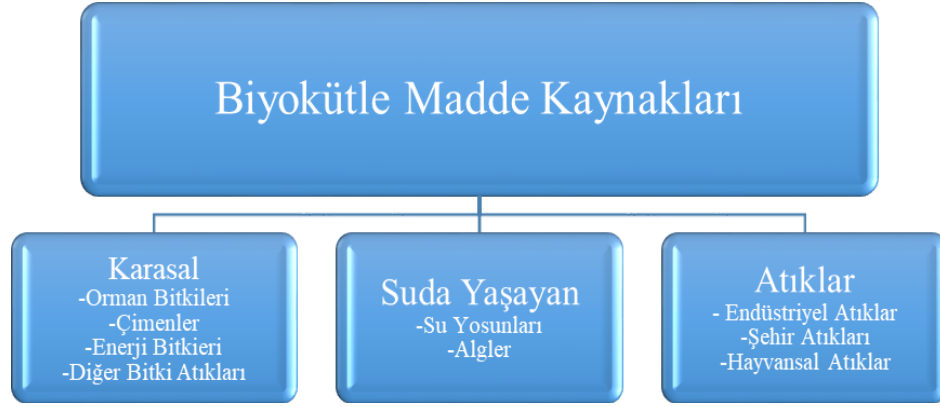 Biyokütle Madde Kaynakları
Karasal
-Orman Bitkileri
-Çimenler
-Enerji Bitkieri
-Diğer Bitki Atıkları
Suda Yaşayan
-Su Yosunları
-Algler
Atıklar
- Endüstriyel Atıklar
-Şehir Atıkları
-Hayvansal Atıklar